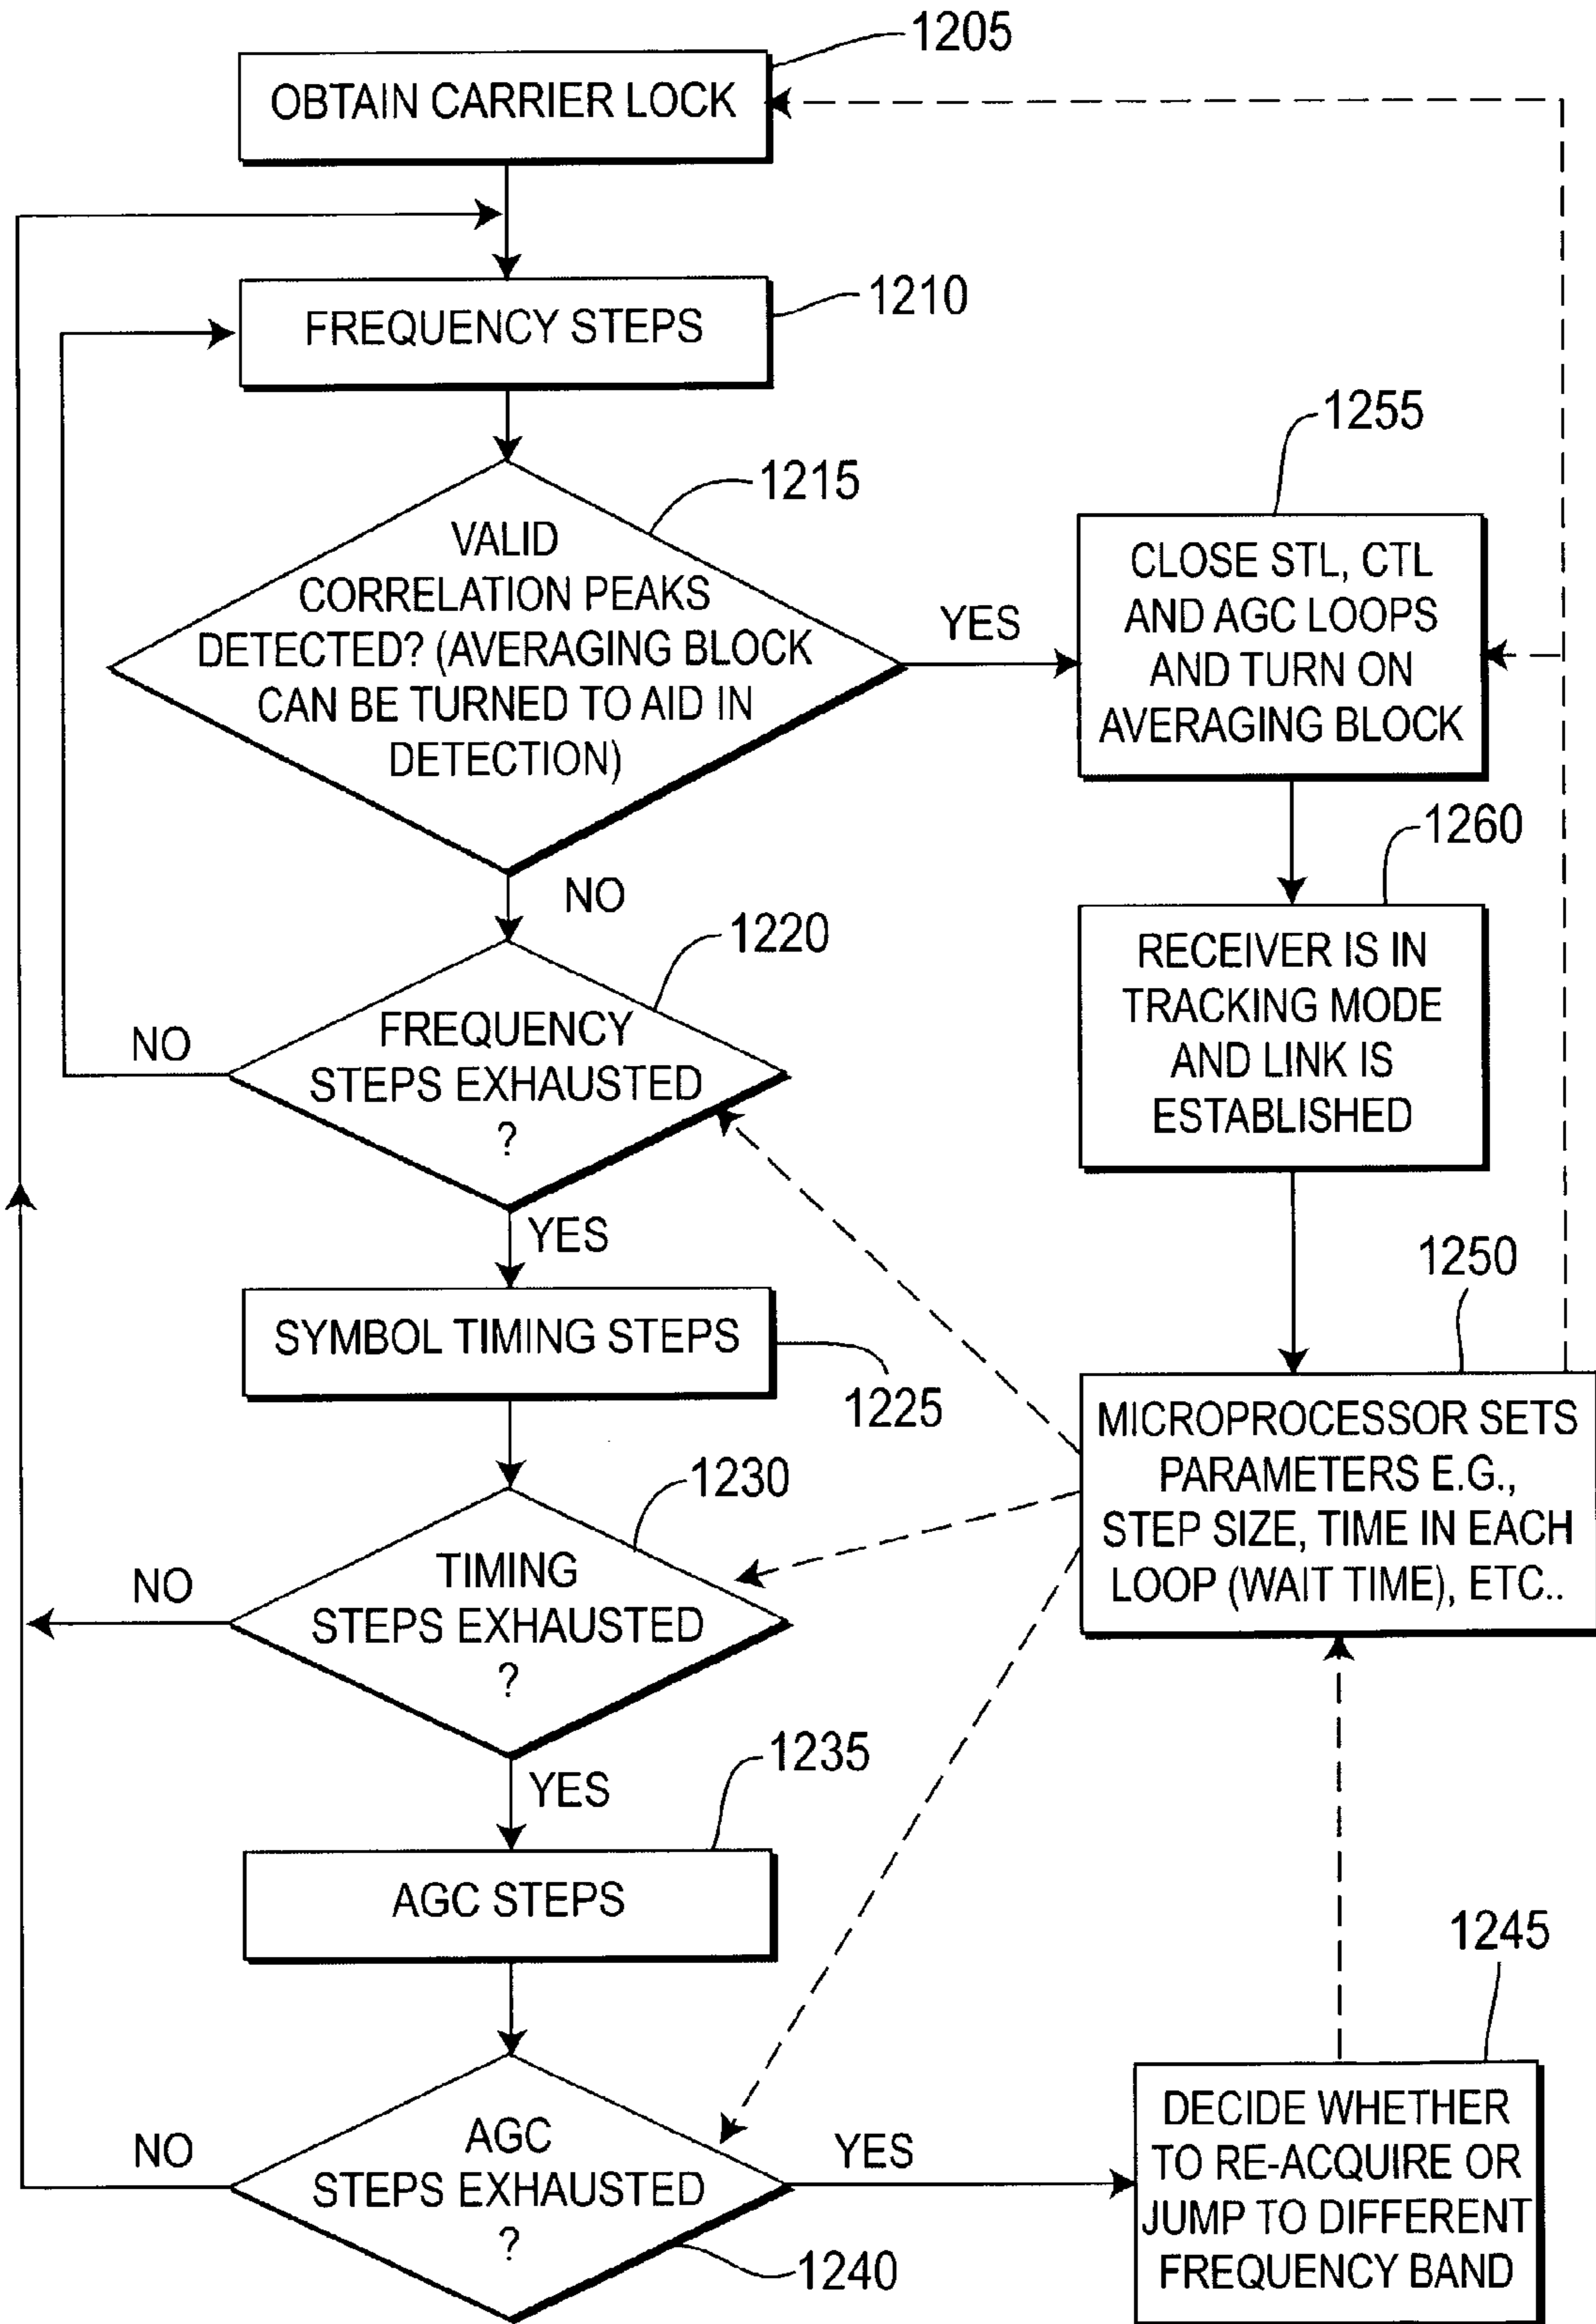 1205
OBTAIN CARRIER LOCK
1210
FREQUENCY STEPS
1215
VALID
CORRELATION PEAKS
DETECTED? (AVERAGING BLOCK
CAN BE TURNED TO AID IN
DETECTION)
YES
NO
1255
CLOSE STL, CTL
AND AGC LOOPS
AND TURN ON
AVERAGING BLOCK
1260
RECEIVER IS IN
TRACKING MODE
AND LINK IS
ESTABLISHED
1220
FREQUENCY
STEPS EXHAUSTED
?
NO
YES
SYMBOL TIMING STEPS
1225
1250
MICROPROCESSOR SETS
PARAMETERS E.G.,
STEP SIZE, TIME IN EACH
LOOP (WAIT TIME), ETC..
1230
TIMING
STEPS EXHAUSTED
?
NO
YES
1235
AGC STEPS
AGC
STEPS EXHAUSTED
?
NO
YES
1240
1245
DECIDE WHETHER
TO RE-ACQUIRE OR
JUMP TO DIFFERENT
FREQUENCY BAND